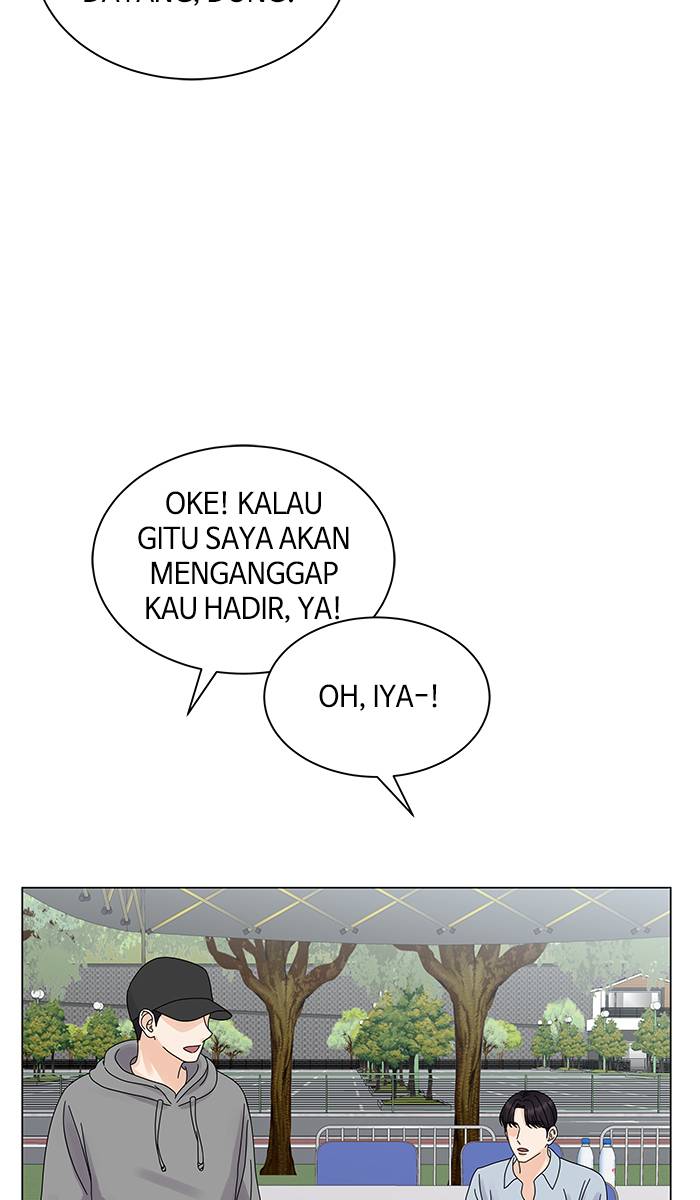 OKE! KALAU
GITU SAYA AKAN
MENGANGGAP
KAU HADIR, YA!
OH, IYA-!